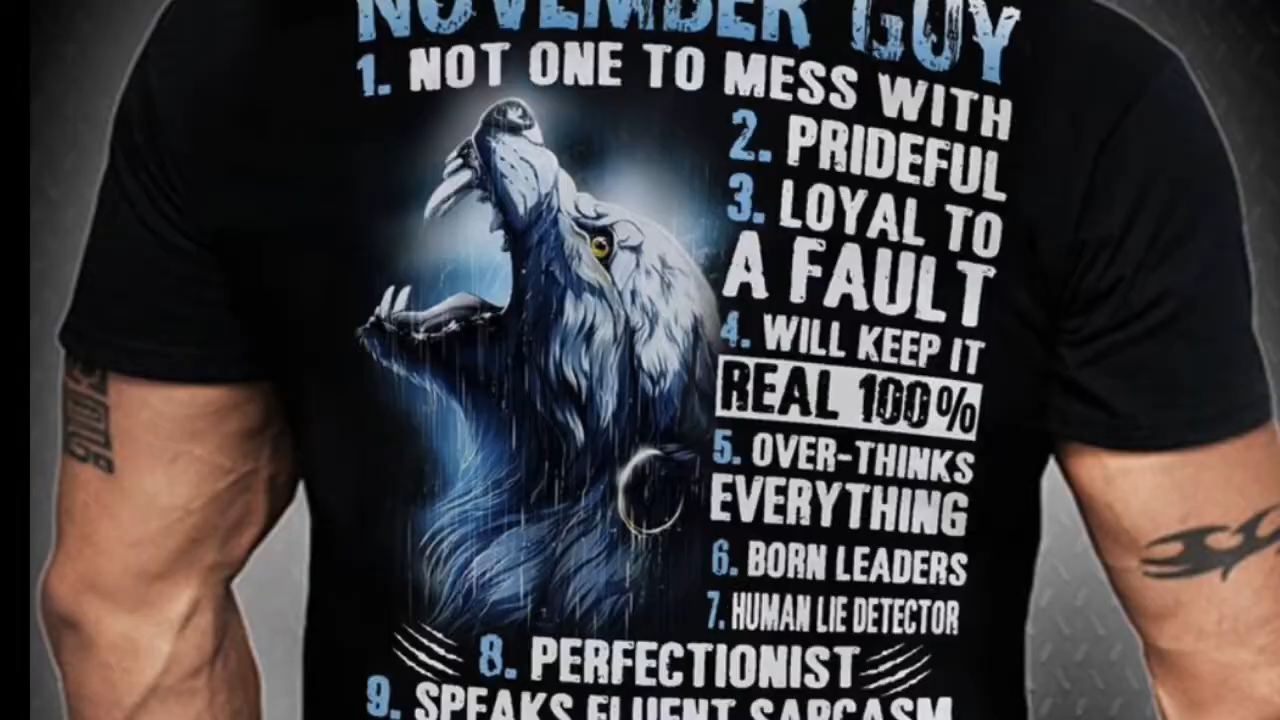 NOVEMBER GUY
1. NOT ONE TO MESS WITH
2. PRIDEFUL
3. LOYAL TO
A FAULT
4. WILL KEEP IT
REAL 100%
5. OVER-THINKS
EVERYTHING
6. BORN LEADERS
7. HUMAN LIE DETECTOR
8. PERFECTIONIST
9. SPEAKS FLUENT SARCASM